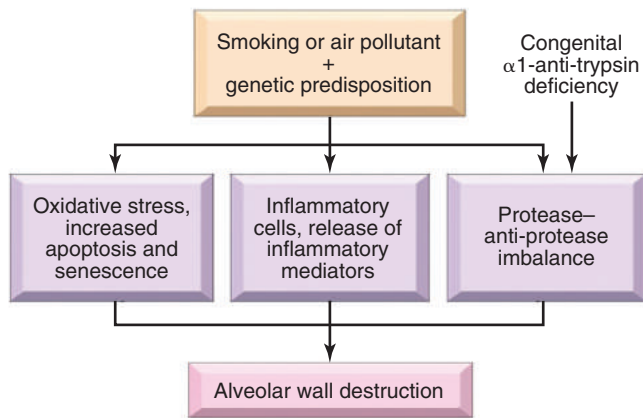 Smoking or air pollutant
+
genetic predisposition
Congenital
α1-anti-trypsin
deficiency
Oxidative stress,
increased
apoptosis and
senescence
Inflammatory
cells, release of
inflammatory
mediators
Protease–
anti-protease
imbalance
Alveolar wall destruction